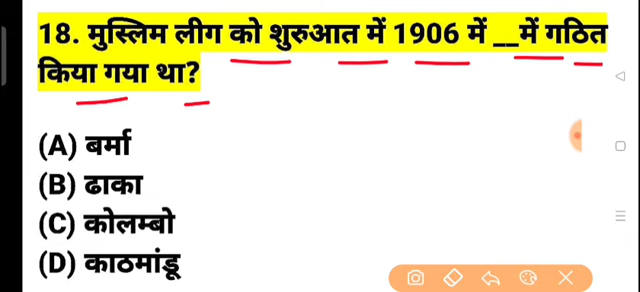 18. मुस्लिम लीग को शुरुआत में 1906 में __में गठित
किया गया था?
(A) बर्मा
(B) ढाका
(C) कोलम्बो
(D) काठमांडू